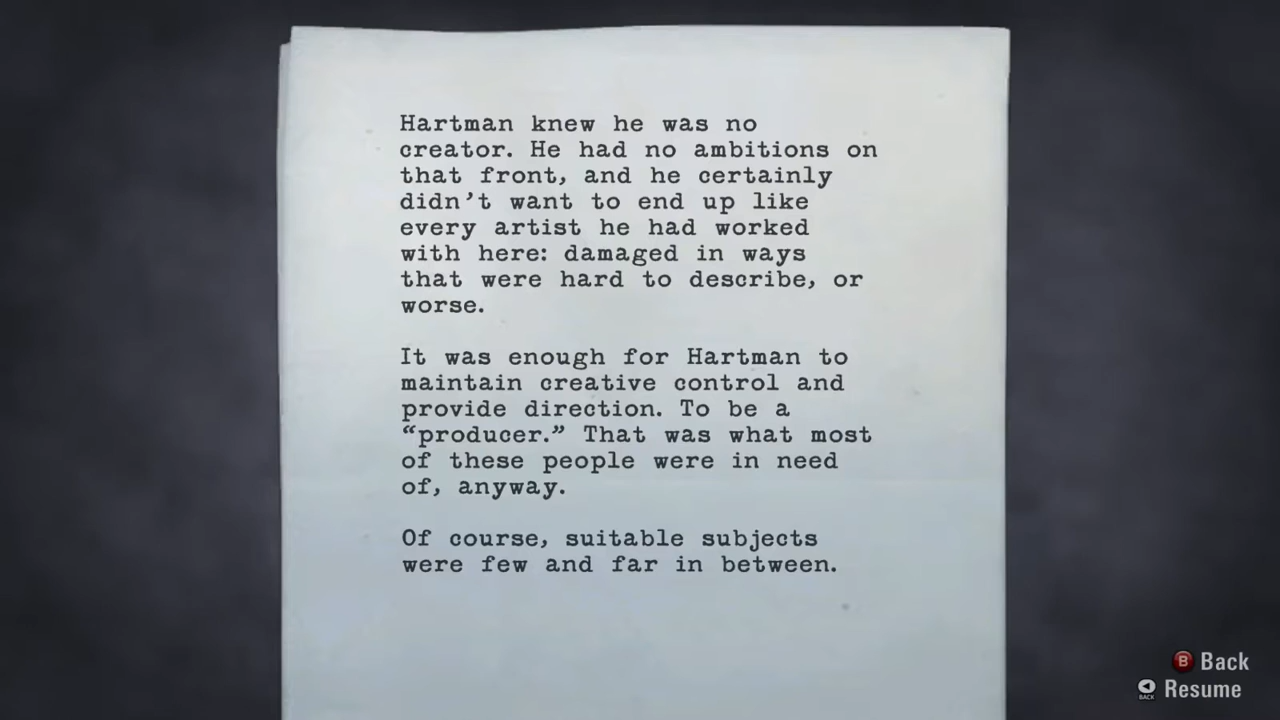 Hartman knew he was no
creator. He had no ambitions on
that front, and he certainly
didn’t want to end up like
every artist he had worked
with here: damaged in ways
that were hard to describe, or
worse.
It was enough for Hartman to
maintain creative control and
provide direction. To be a
“producer.” That was what most
of these people were in need
of, anyway.
Of course, suitable subjects
were few and far in between.
B Back
BACK Resume